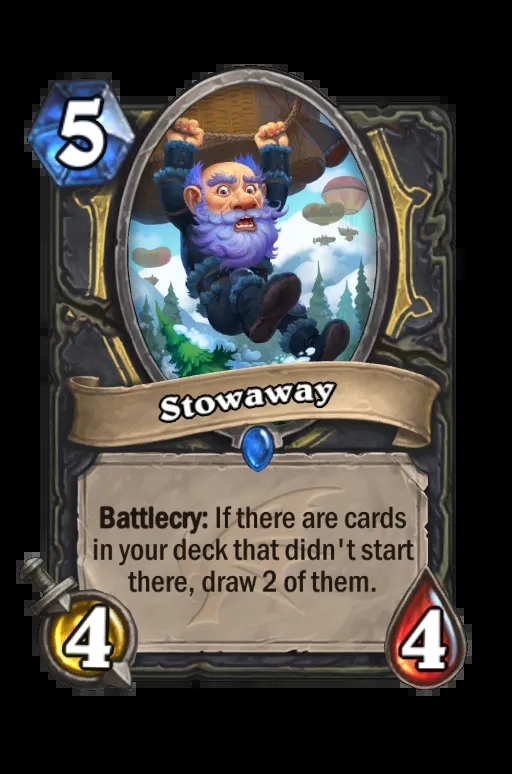 5
Stowaway
Battlecry: If there are cards
in your deck that didn't start
there, draw 2 of them.
4
4